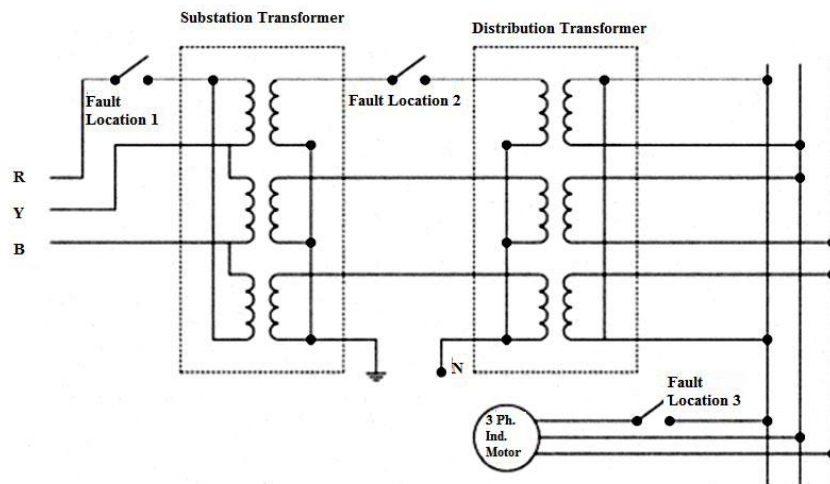 Substation Transformer
Distribution Transformer
Fault
Location 1
Fault Location 2
R
Y
B
N
Fault
Location 3
3 Ph.
Ind.
Motor